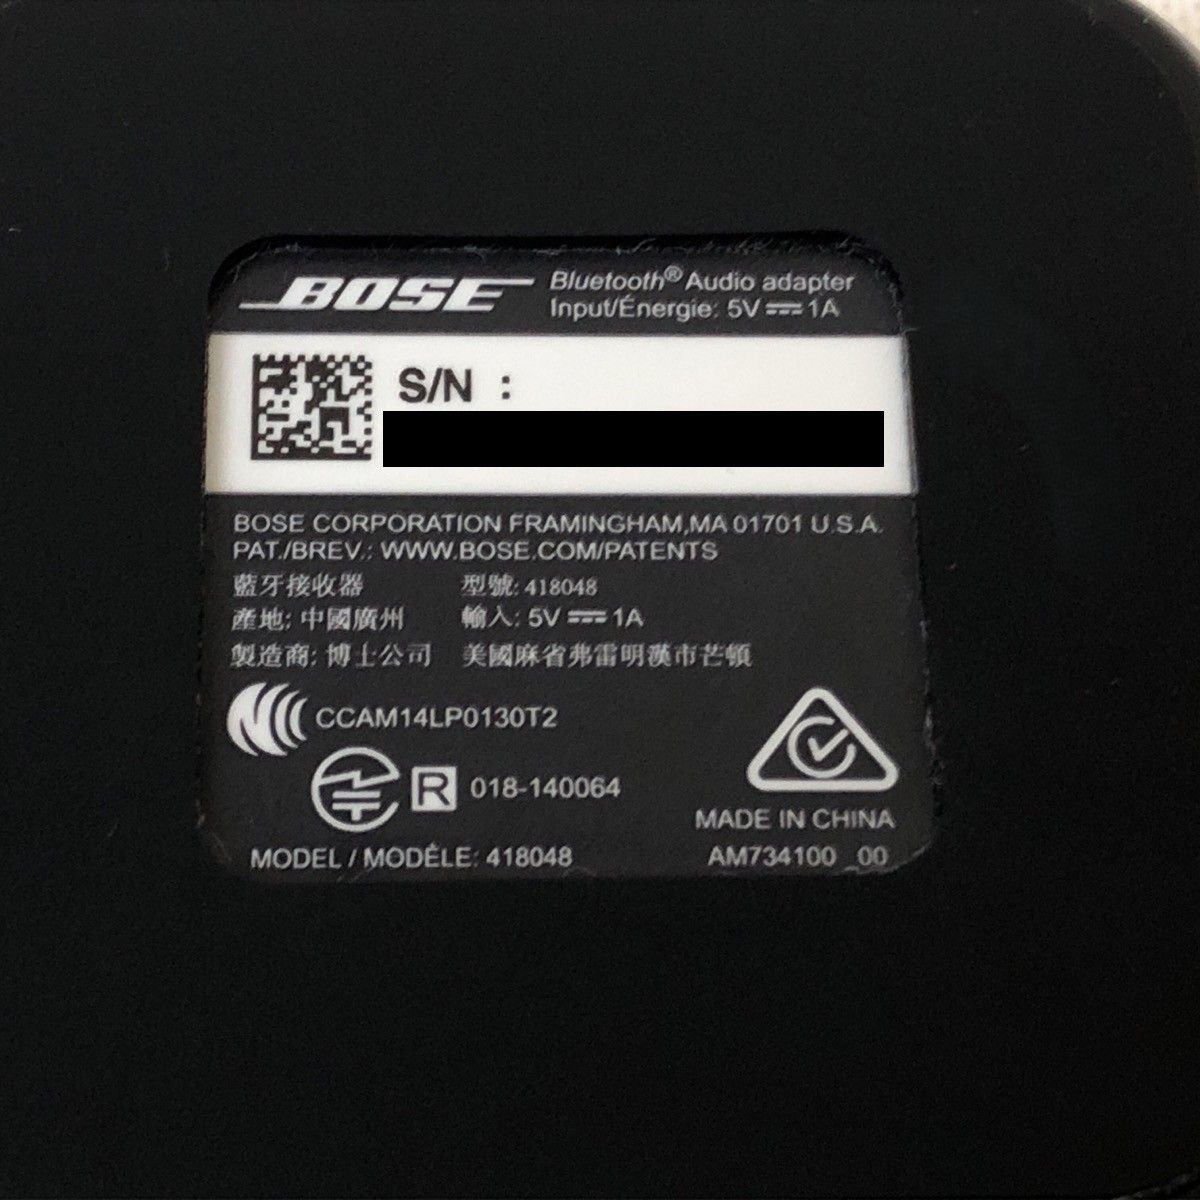 BOSE
Bluetooth® Audio adapter
Input/Énergie: 5V ⎓ 1A
S/N :
BOSE CORPORATION FRAMINGHAM,MA 01701 U.S.A.
PAT./BREV.: WWW.BOSE.COM/PATENTS
藍牙接收器 型號: 418048
產地: 中國廣州 輸入: 5V ⎓ 1A
製造商: 博士公司 美國麻省弗雷明漢市芒頓
CCAM14LP0130T2
R 018-140064
MADE IN CHINA
MODEL / MODÈLE: 418048 AM734100_00